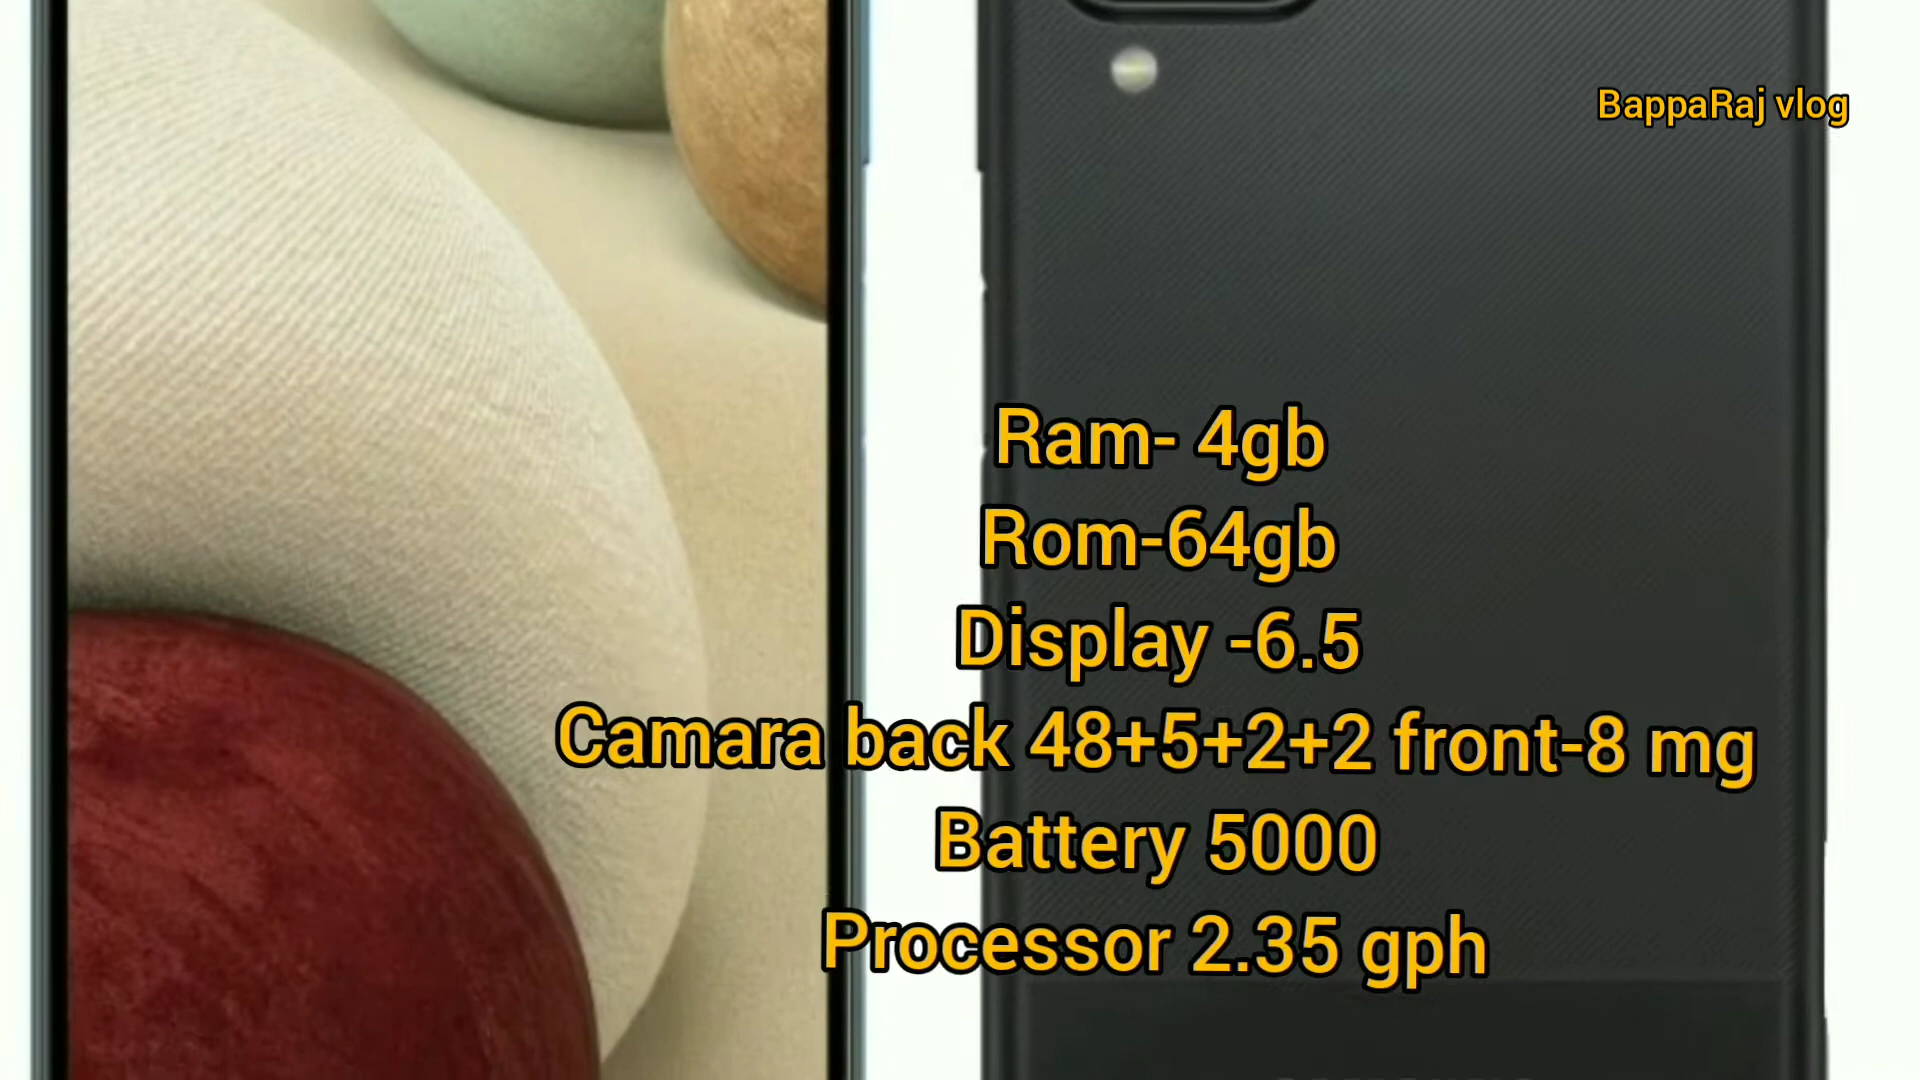 BappaRaj vlog
Ram- 4gb
Rom-64gb
Display -6.5
Camara back 48+5+2+2 front-8 mg
Battery 5000
Processor 2.35 gph